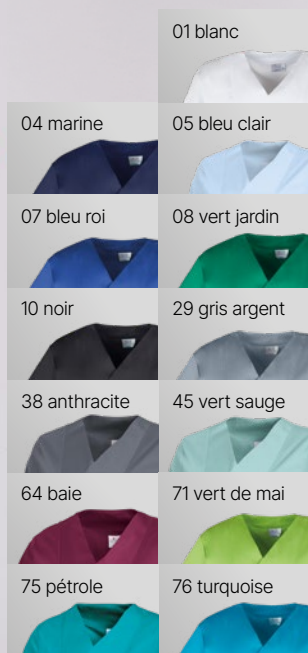 01 blanc
04 marine
05 bleu clair
07 bleu roi
08 vert jardin
10 noir
29 gris argent
38 anthracite
45 vert sauge
64 baie
71 vert de mai
75 pétrole
76 turquoise